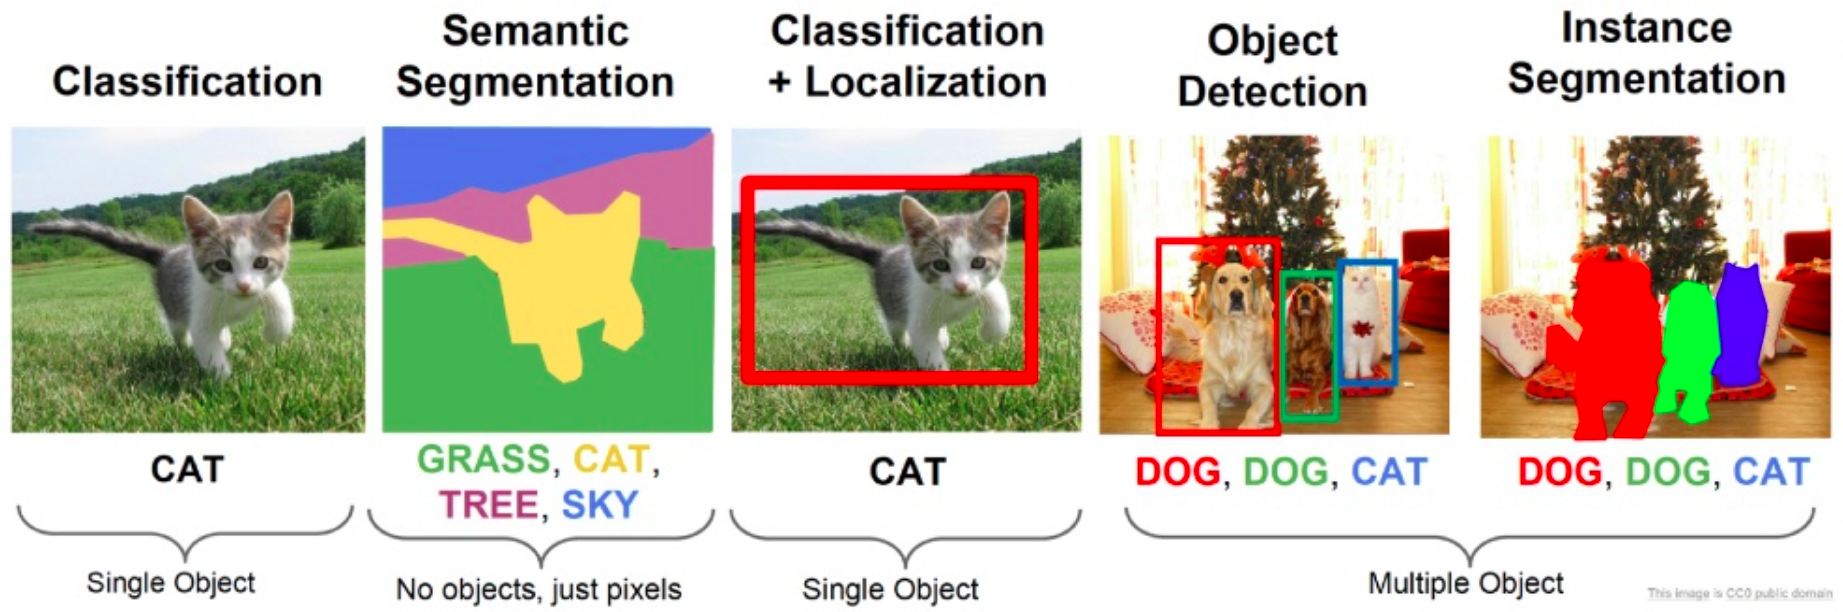 Classification
Semantic
Segmentation
Classification
+ Localization
Object
Detection
Instance
Segmentation
CAT
GRASS, CAT,
TREE, SKY
CAT
DOG, DOG, CAT
DOG, DOG, CAT
Single Object
No objects, just pixels
Single Object
Multiple Object
This image is CC0 public domain